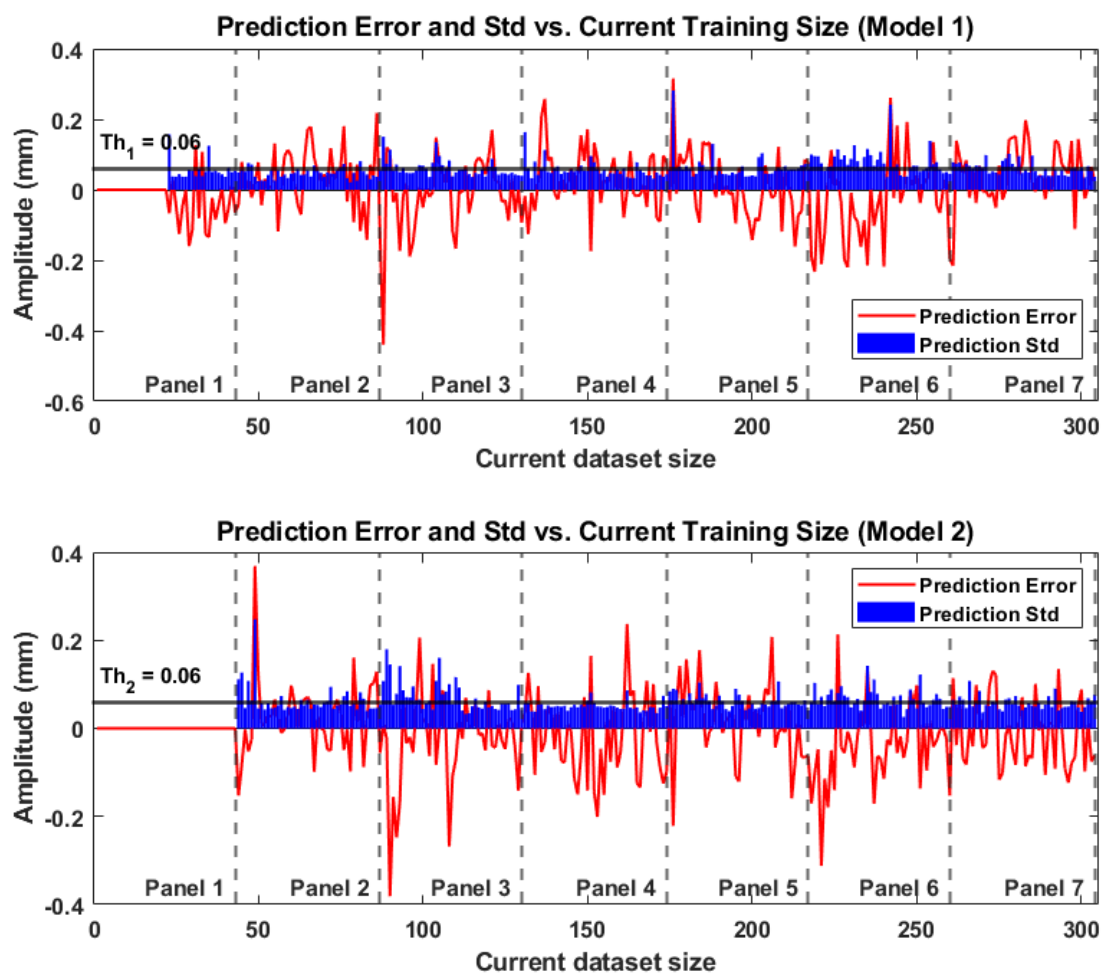 Prediction Error and Std vs. Current Training Size (Model 1)
0.4
0.2
0
-0.2
-0.4
-0.6
Amplitude (mm)
Th1 = 0.06
Prediction Error
Prediction Std
Panel 1 Panel 2 Panel 3 Panel 4 Panel 5 Panel 6 Panel 7
0 50 100 150 200 250 300
Current dataset size
Prediction Error and Std vs. Current Training Size (Model 2)
0.4
0.2
0
-0.2
-0.4
Amplitude (mm)
Th2 = 0.06
Prediction Error
Prediction Std
Panel 1 Panel 2 Panel 3 Panel 4 Panel 5 Panel 6 Panel 7
0 50 100 150 200 250 300
Current dataset size